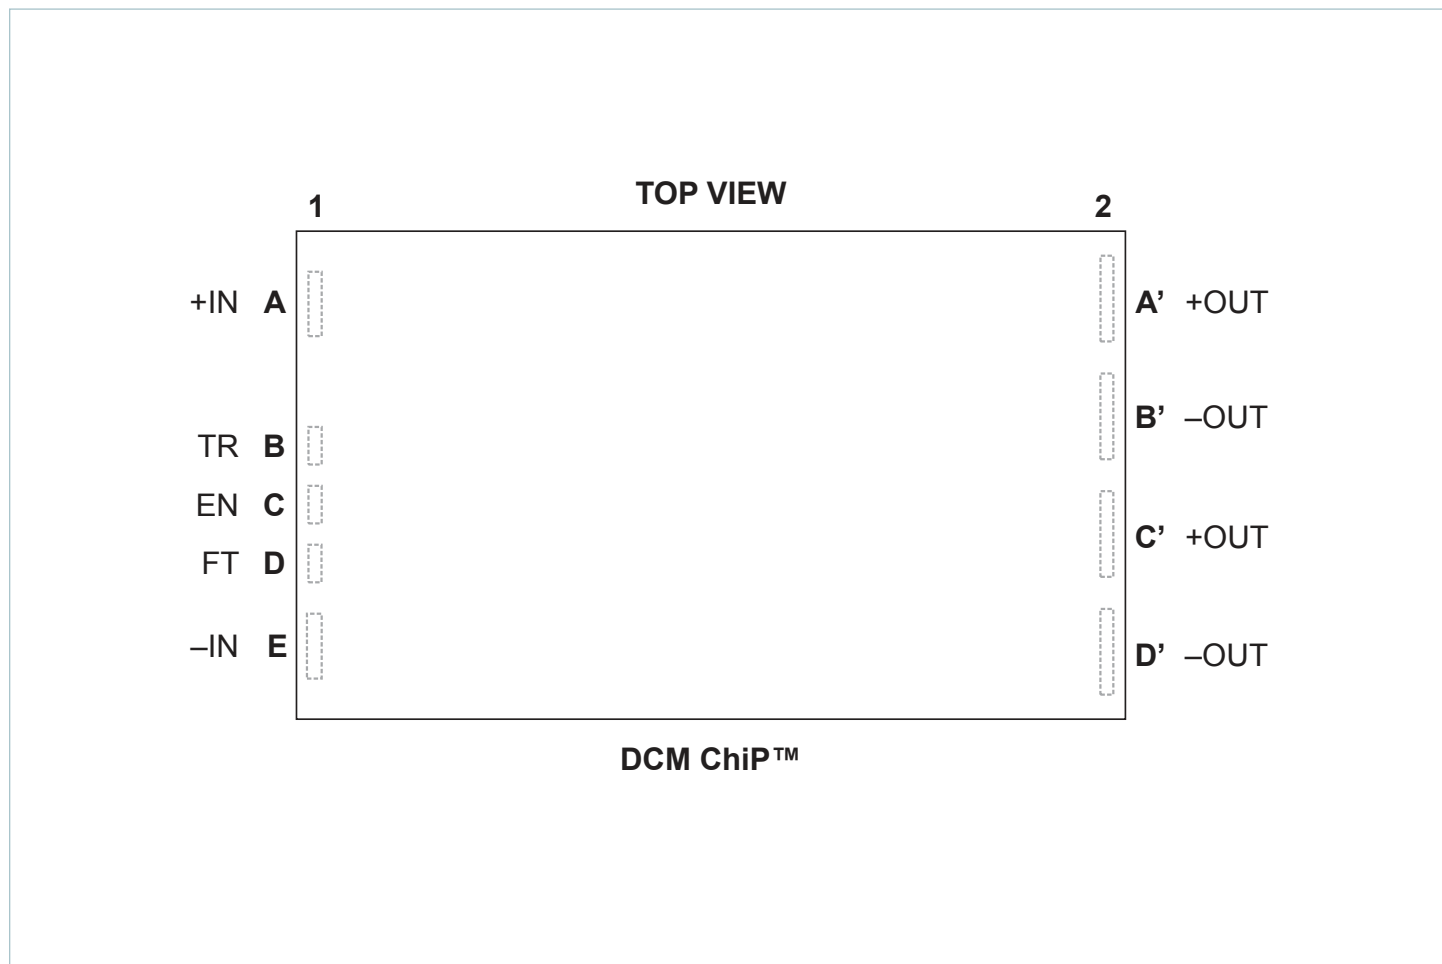 TOP VIEW
1 2
+IN A A’ +OUT
B’ –OUT
TR B
EN C
C’ +OUT
FT D
–IN E
D’ –OUT
DCM ChiP™